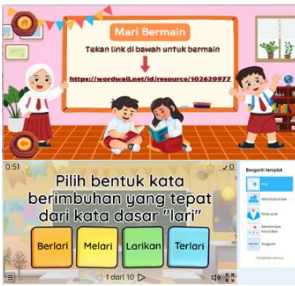 Mari Bermain
Tekan link di bawah untuk bermain
https://wordwall.net/id/resource/102620977
0:51
0
Pilih bentuk kata
berimbuhan yang tepat
dari kata dasar "lari"
Berganti templat
Berlari
Melari
Larikan
Terlari
1 dari 10